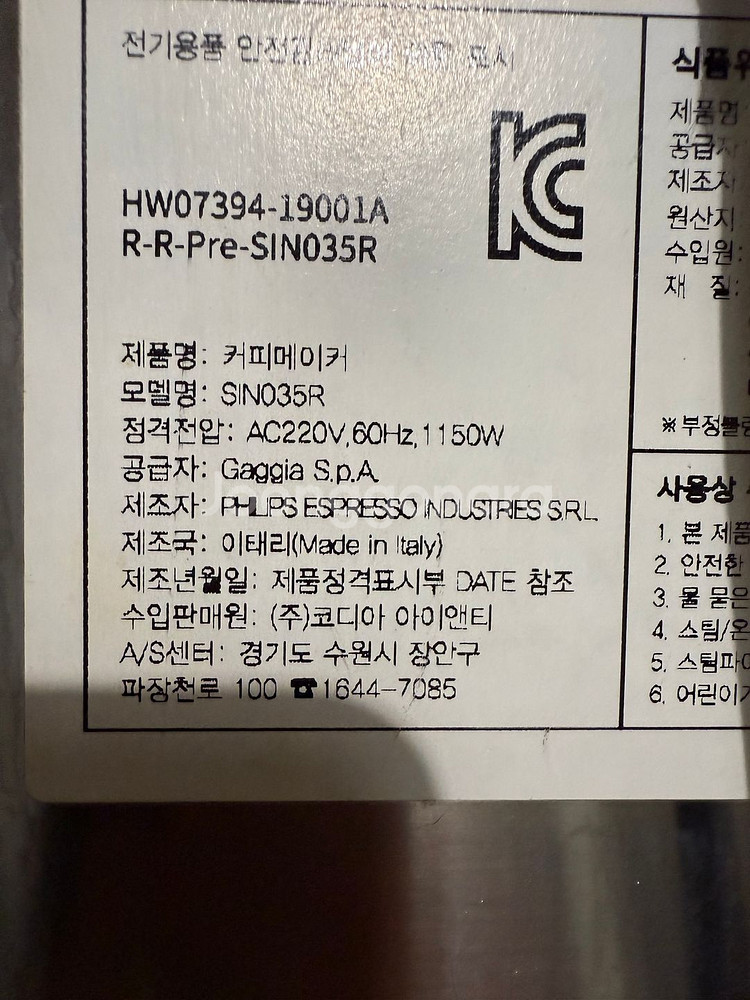 전기용품 안전
표시
KC
HW07394-19001A
R-R-Pre-SIN035R
제품명: 커피메이커
모델명: SIN035R
정격전압: AC220V,60Hz,1150W
공급자: Gaggia S.p.A.
제조자: PHILIPS ESPRESSO INDUSTRIES S.R.L.
제조국: 이태리(Made in Italy)
제조년월일: 제품정격표시부 DATE 참조
수입판매원: (주)코디아 아이앤티
A/S센터: 경기도 수원시 장안구
파장천로 100 ☎1644-7085
식품
제품명
공급자
제조자
원산지
수입원:
재 질:
※부정
사용상
1. 본 제품
2. 안전한
3. 물 묻은
4. 스팀/온
5. 스팀파
6. 어린이